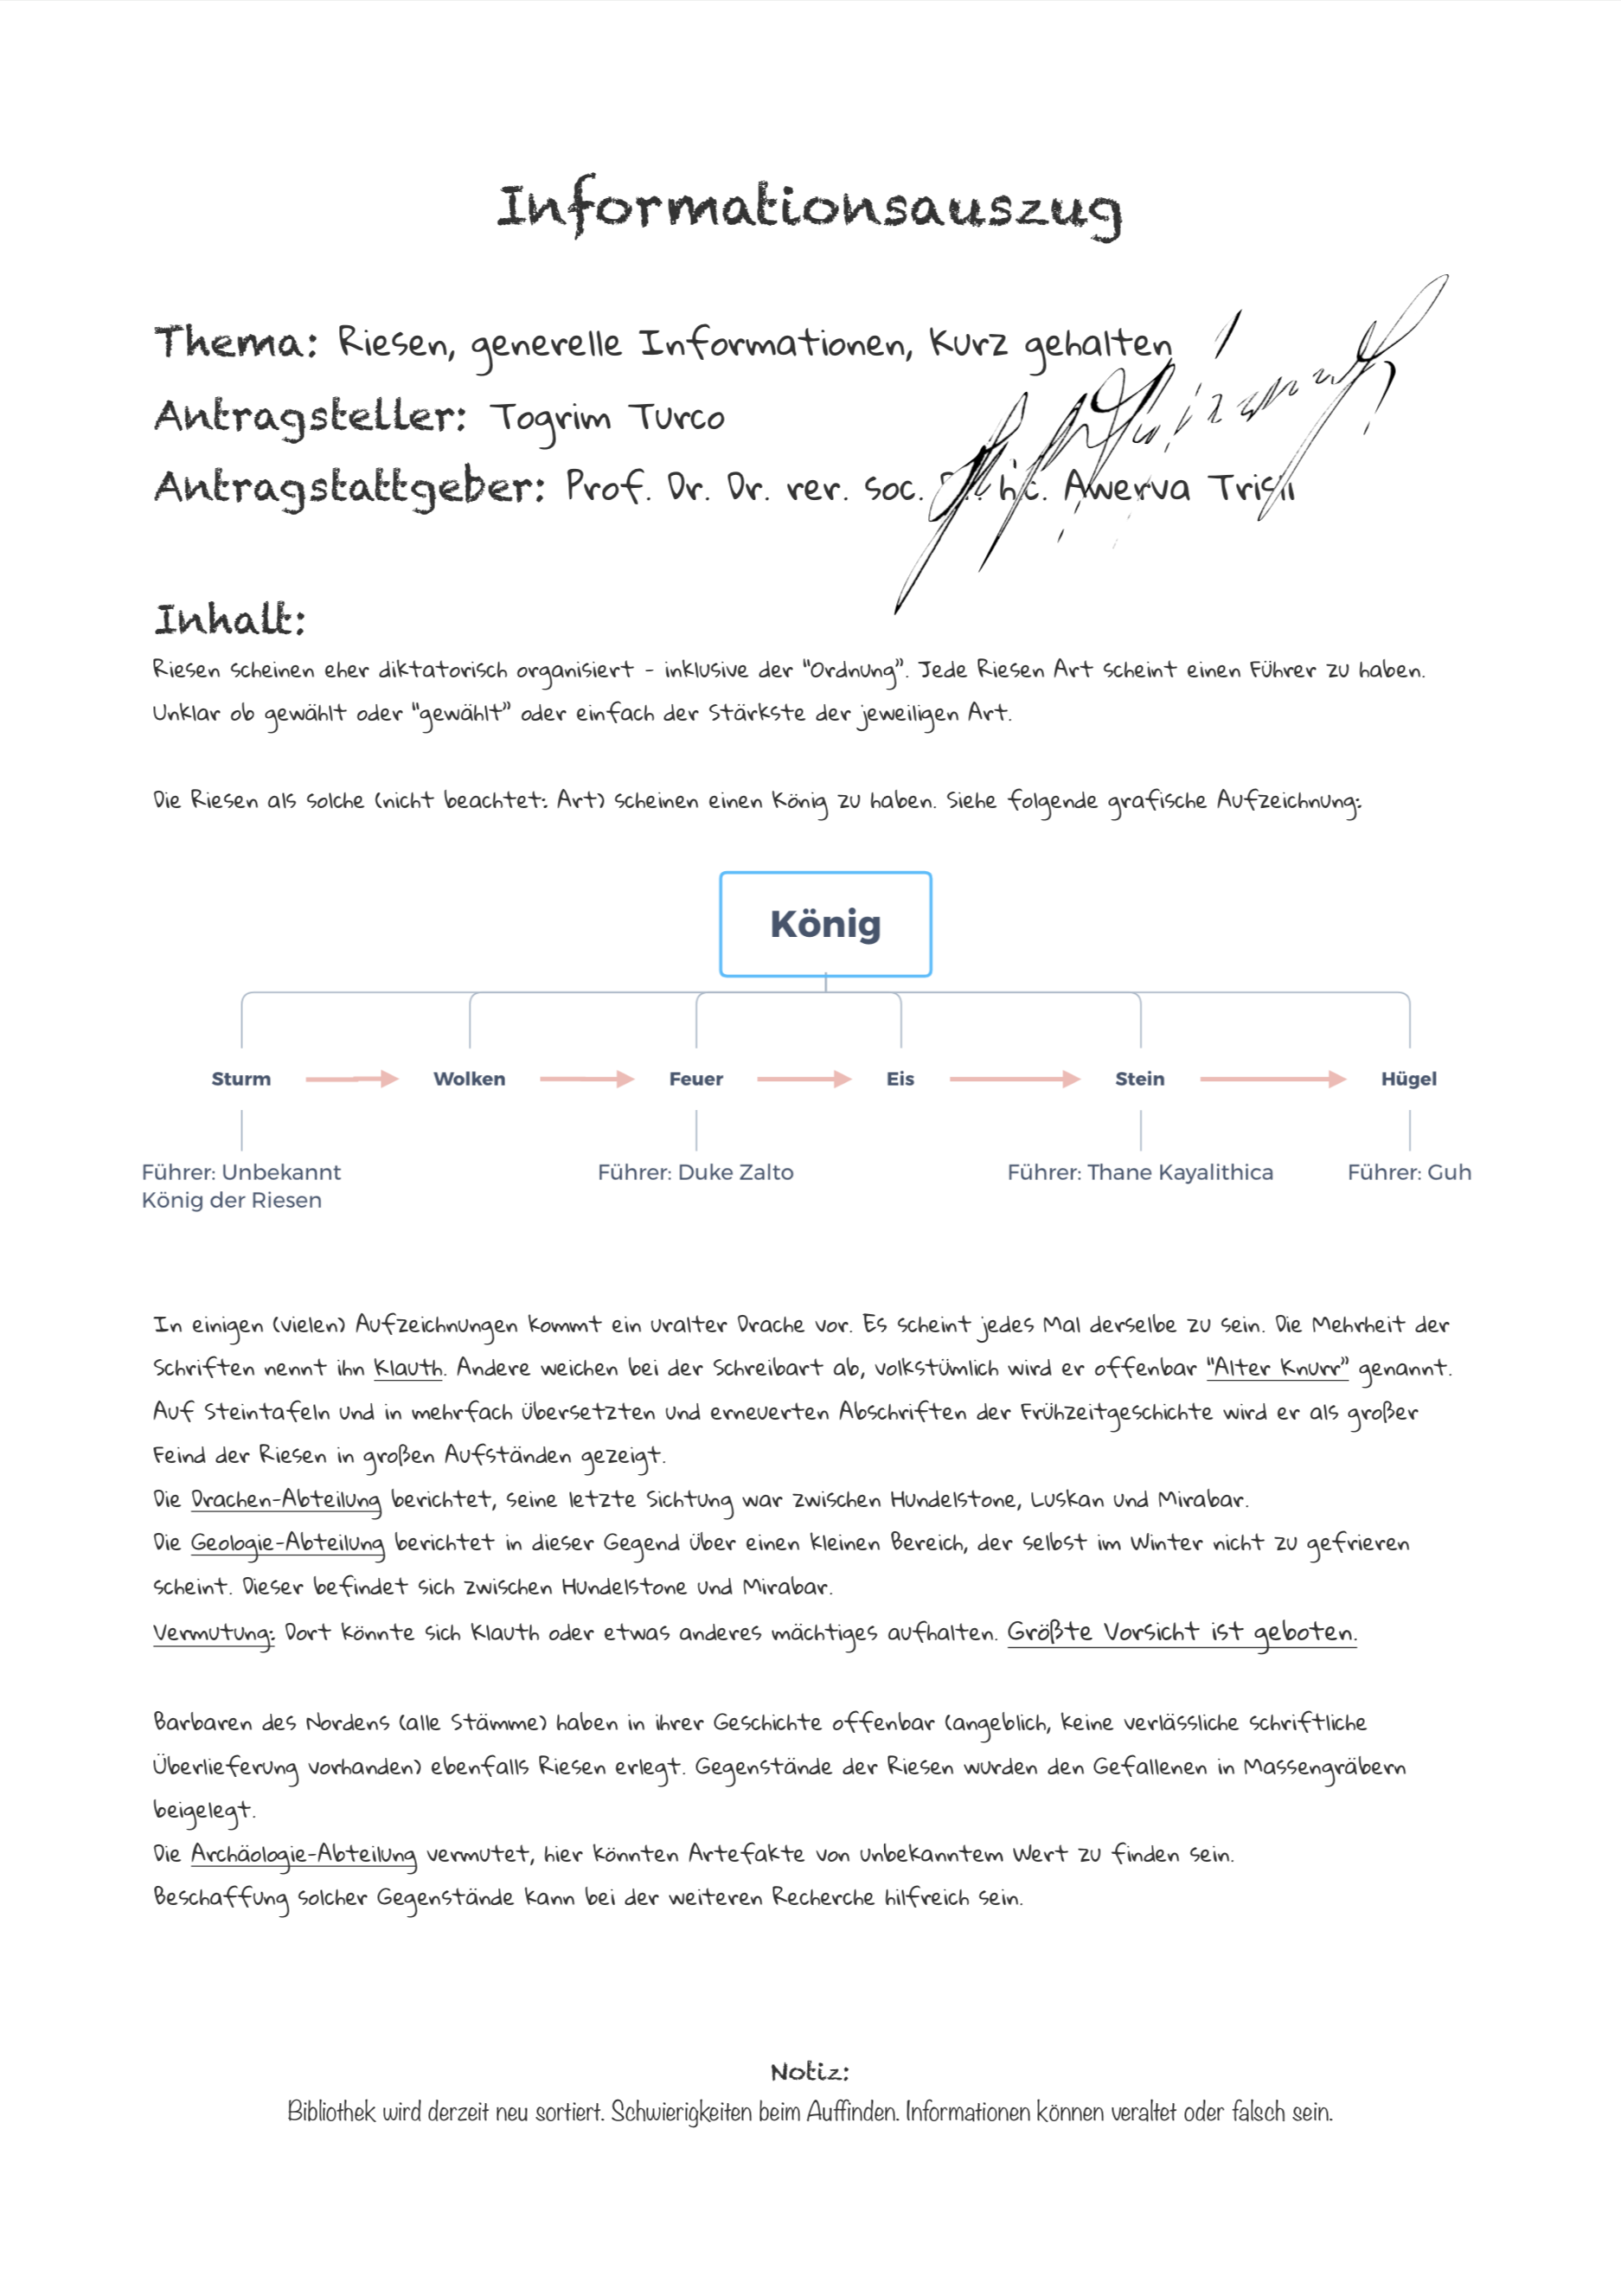 Informationsauszug
Thema: Riesen, generelle Informationen, kurz gehalten
Antragsteller: Togrim Turco
Antragstattgeber: Prof. Dr. Dr. rer. soc. hc. Awerva
Inhalt:
Riesen scheinen eher diktatorisch organisiert - inklusive der "Ordnung". Jede Riesen Art scheint einen Führer zu haben.
Unklar ob gewählt oder "gewählt" oder einfach der Stärkste der jeweiligen Art.
Die Riesen als solche (nicht beachtet: Art) scheinen einen König zu haben. Siehe folgende grafische Aufzeichnung:
König
Sturm Wolken Feuer Eis Stein Hügel
Führer: Unbekannt Führer: Duke Zalto Führer: Thane Kayalithica Führer: Guh
König der Riesen
In einigen (vielen) Aufzeichnungen kommt ein uralter Drache vor. Es scheint jedes Mal derselbe zu sein. Die Mehrheit der
Schriften nennt ihn Klauth. Andere weichen bei der Schreibart ab, volkstümlich wird er offenbar "Alter Knurr" genannt.
Auf Steintafeln und in mehrfach übersetzten und erneuerten Abschriften der Frühzeitgeschichte wird er als großer
Feind der Riesen in großen Aufständen gezeigt.
Die Drachen-Abteilung berichtet, seine letzte Sichtung war zwischen Hundelstone, Luskan und Mirabar.
Die Geologie-Abteilung berichtet in dieser Gegend über einen kleinen Bereich, der selbst im Winter nicht zu gefrieren
scheint. Dieser befindet sich zwischen Hundelstone und Mirabar.
Vermutung: Dort könnte sich Klauth oder etwas anderes mächtiges aufhalten. Größte Vorsicht ist geboten.
Barbaren des Nordens (alle Stämme) haben in ihrer Geschichte offenbar (angeblich, keine verlässliche schriftliche
Überlieferung vorhanden) ebenfalls Riesen erlegt. Gegenstände der Riesen wurden den Gefallenen in Massengräbern
beigelegt.
Die Archäologie-Abteilung vermutet, hier könnten Artefakte von unbekanntem Wert zu finden sein.
Beschaffung solcher Gegenstände kann bei der weiteren Recherche hilfreich sein.
Notiz:
Bibliothek wird derzeit neu sortiert. Schwierigkeiten beim Auffinden. Informationen können veraltet oder falsch sein.